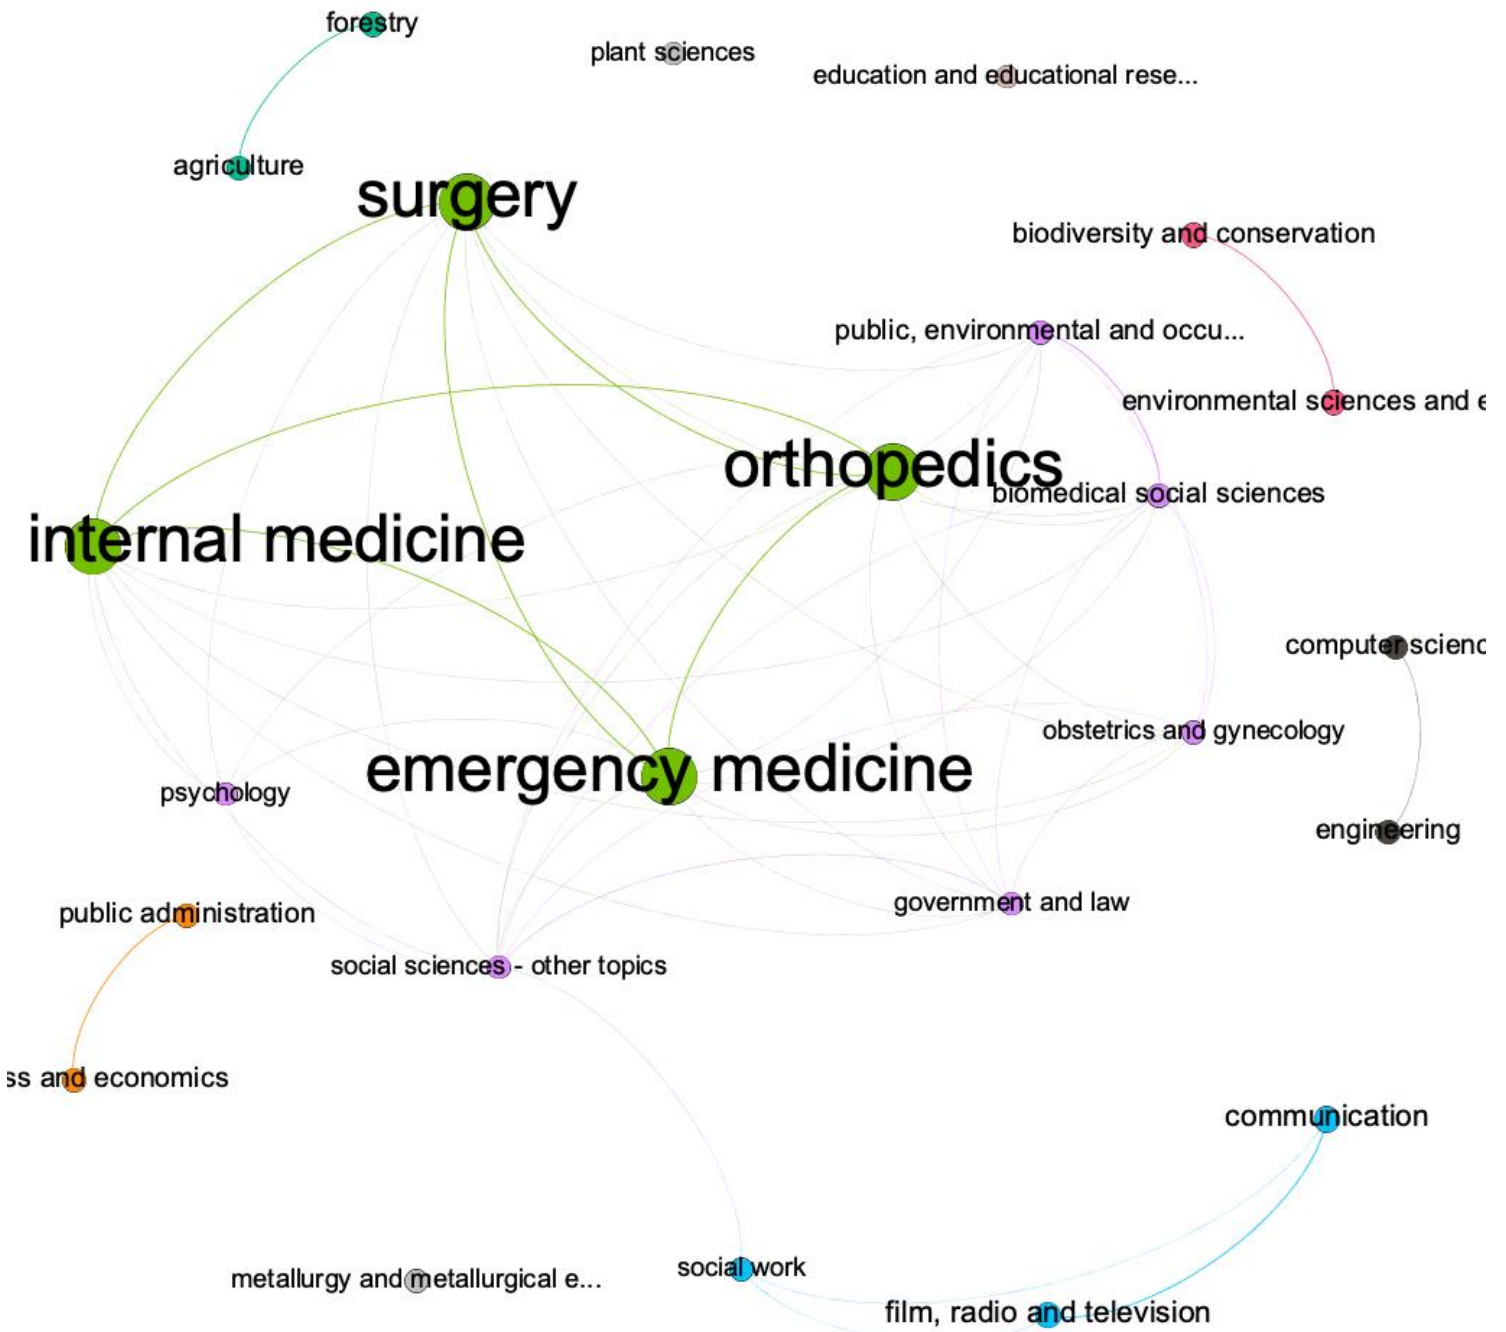 forestry
plant sciences
education and educational rese...
agriculture
surgery
biodiversity and conservation
public, environmental and occu...
environmental sciences and e
orthopedics
biomedical social sciences
internal medicine
computer scienc
obstetrics and gynecology
emergency medicine
psychology
engineering
government and law
public administration
social sciences - other topics
ss and economics
communication
social work
metallurgy and metallurgical e...
film, radio and television